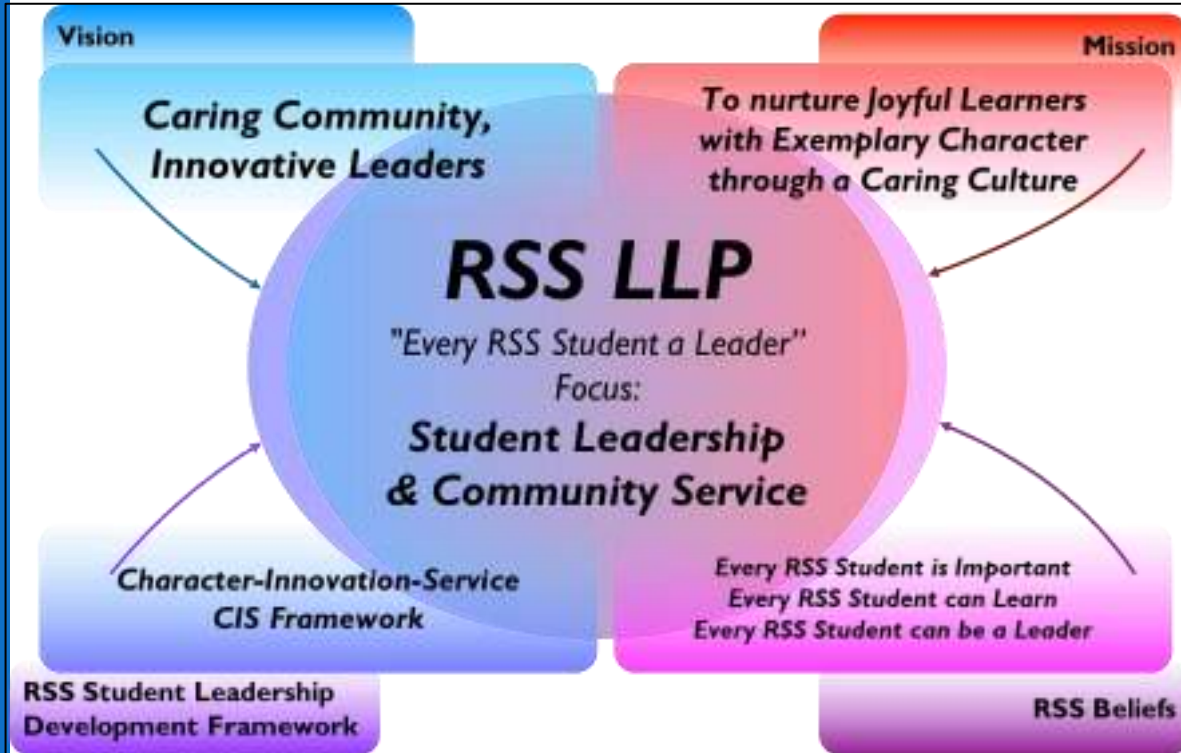 Vision
Caring Community,
Innovative Leaders
Mission
To nurture Joyful Learners
with Exemplary Character
through a Caring Culture
RSS LLP
"Every RSS Student a Leader”
Focus:
Student Leadership
& Community Service
Character-Innovation-Service
CIS Framework
RSS Student Leadership
Development Framework
Every RSS Student is Important
Every RSS Student can Learn
Every RSS Student can be a Leader
RSS Beliefs